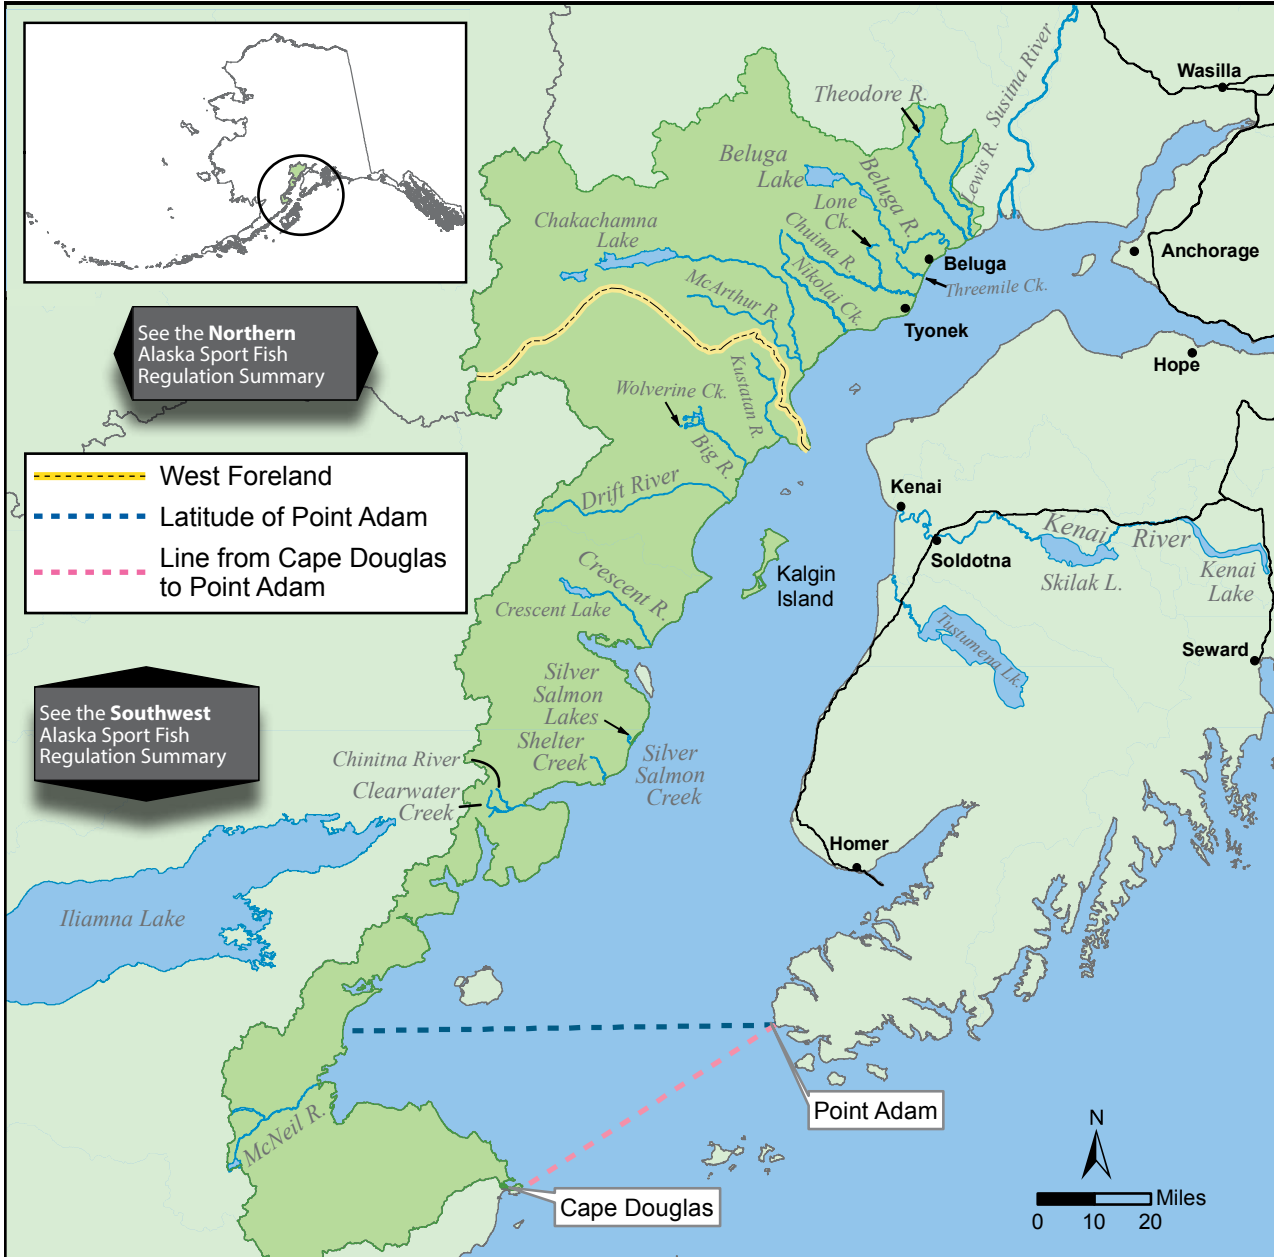 Wasilla
Theodore R.
Susitna River
Lewis R.
Beluga
Lake
Beluga R.
Lone
Ck.
Chuitna R.
Chakachamna
Lake
Nikolai Ck.
McArthur R.
Anchorage
Beluga
Threemile Ck.
Tyonek
Hope
See the Northern
Alaska Sport Fish
Regulation Summary
Wolverine Ck.
Kustatan R.
Big R.
Drift River
West Foreland
Latitude of Point Adam
Line from Cape Douglas
to Point Adam
Kenai
Soldotna
Kenai River
Skilak L.
Kenai
Lake
Kalgin
Island
Crescent R.
Crescent Lake
Tustumena Lk.
Seward
See the Southwest
Alaska Sport Fish
Regulation Summary
Silver
Salmon
Lakes
Shelter
Creek
Silver
Salmon
Creek
Chinitna River
Clearwater
Creek
Homer
Iliamna Lake
Point Adam
McNeil R.
Cape Douglas
N
Miles
0 10 20